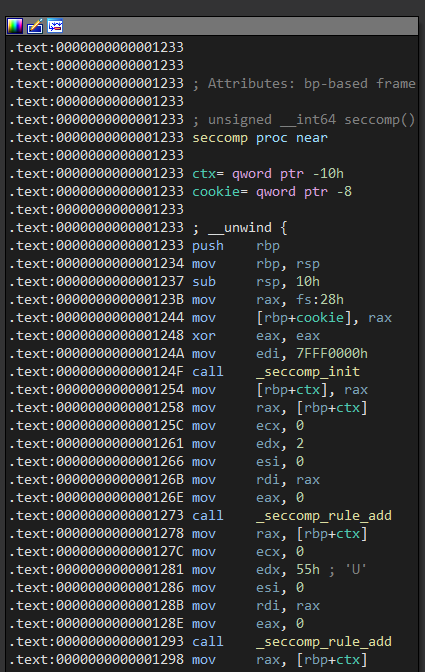 .text:0000000000001233
.text:0000000000001233
.text:0000000000001233 ; Attributes: bp-based frame
.text:0000000000001233
.text:0000000000001233 ; unsigned __int64 seccomp()
.text:0000000000001233 seccomp proc near
.text:0000000000001233
.text:0000000000001233 ctx= qword ptr -10h
.text:0000000000001233 cookie= qword ptr -8
.text:0000000000001233
.text:0000000000001233 ; __unwind {
.text:0000000000001233 push rbp
.text:0000000000001234 mov rbp, rsp
.text:0000000000001237 sub rsp, 10h
.text:000000000000123B mov rax, fs:28h
.text:0000000000001244 mov [rbp+cookie], rax
.text:0000000000001248 xor eax, eax
.text:000000000000124A mov edi, 7FFF0000h
.text:000000000000124F call _seccomp_init
.text:0000000000001254 mov [rbp+ctx], rax
.text:0000000000001258 mov rax, [rbp+ctx]
.text:000000000000125C mov ecx, 0
.text:0000000000001261 mov edx, 2
.text:0000000000001266 mov esi, 0
.text:000000000000126B mov rdi, rax
.text:000000000000126E mov eax, 0
.text:0000000000001273 call _seccomp_rule_add
.text:0000000000001278 mov rax, [rbp+ctx]
.text:000000000000127C mov ecx, 0
.text:0000000000001281 mov edx, 55h ; 'U'
.text:0000000000001286 mov esi, 0
.text:000000000000128B mov rdi, rax
.text:000000000000128E mov eax, 0
.text:0000000000001293 call _seccomp_rule_add
.text:0000000000001298 mov rax, [rbp+ctx]